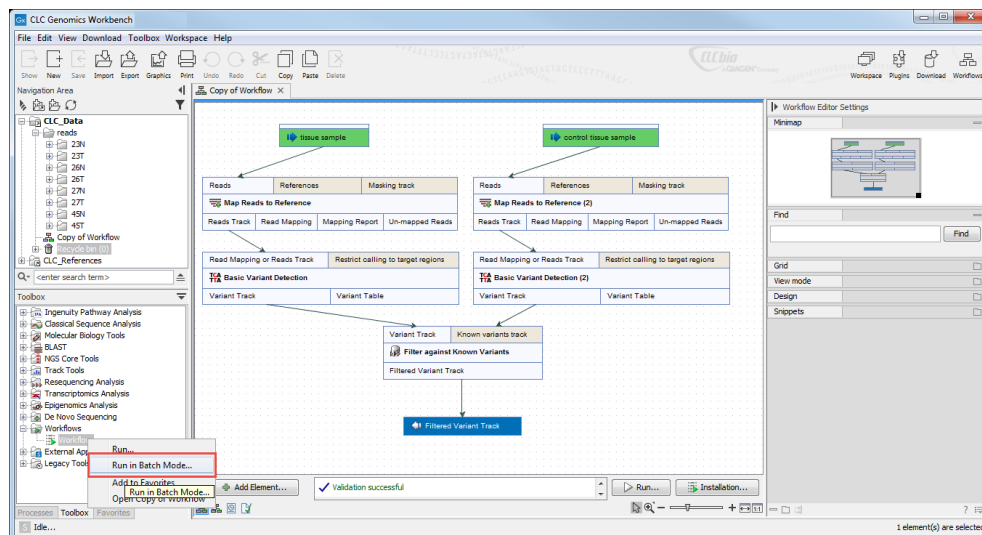 CLC Genomics Workbench
File Edit View Download Toolbox Workspace Help
Show New Save Import Export Graphics Print Undo Redo Cut Copy Paste Delete
CLC bio
a QIAGEN Company
Workspace Plugins Download Workflows
Navigation Area
Copy of Workflow
CLC_Data
reads
23N
23T
26N
26T
27N
27T
45N
45T
Copy of Workflow
Recycle bin (0)
CLC_References
<enter search term>
Toolbox
Ingenuity Pathway Analysis
Classical Sequence Analysis
Molecular Biology Tools
BLAST
NGS Core Tools
Track Tools
Resequencing Analysis
Transcriptomics Analysis
Epigenomics Analysis
De Novo Sequencing
Workflows
Workflow
External App
Legacy Tools
Run...
Run in Batch Mode...
Add to Favorites
Run in Batch Mode...
Open Copy of Workflow
Processes Toolbox Favorites
Idle...
tissue sample
control tissue sample
Reads References Masking track
Map Reads to Reference
Reads Track Read Mapping Mapping Report Un-mapped Reads
Reads References Masking track
Map Reads to Reference (2)
Reads Track Read Mapping Mapping Report Un-mapped Reads
Read Mapping or Reads Track Restrict calling to target regions
Basic Variant Detection
Variant Track Variant Table
Read Mapping or Reads Track Restrict calling to target regions
Basic Variant Detection (2)
Variant Track Variant Table
Variant Track Known variants track
Filter against Known Variants
Filtered Variant Track
Filtered Variant Track
Add Element...
Validation successful
Run...
Installation...
Workflow Editor Settings
Minimap
Find
Find
Grid
View mode
Design
Snippets
1 element(s) are selected